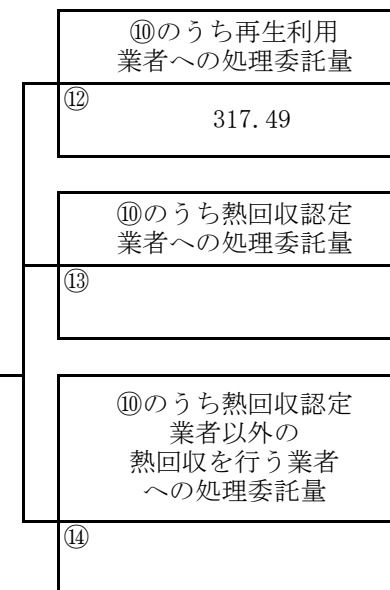 ⑩のうち再生利用
業者への処理委託量
⑫
317.49
⑩のうち熱回収認定
業者への処理委託量
⑬
⑩のうち熱回収認定
業者以外の
熱回収を行う業者
への処理委託量
⑭